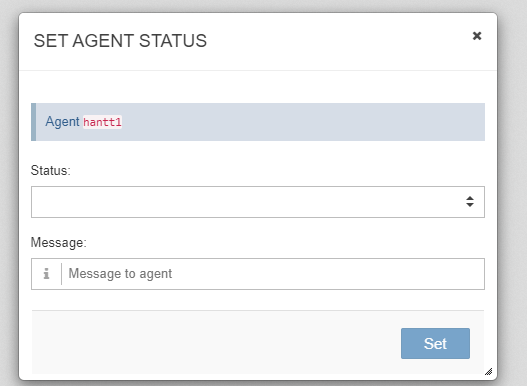 SET AGENT STATUS
Agent hantt1
Status:
Message:
Message to agent
Set